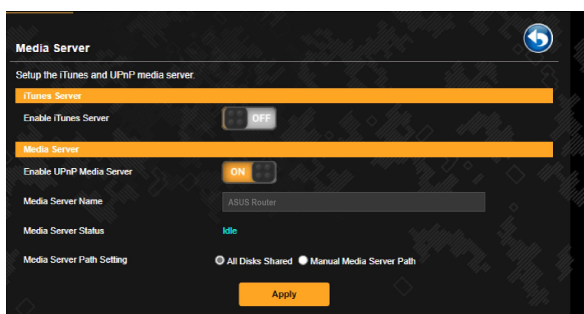 Media Server
Setup the iTunes and UPnP media server.
iTunes Server
Enable iTunes Server OFF
Media Server
Enable UPnP Media Server ON
Media Server Name ASUS Router
Media Server Status Idle
Media Server Path Setting All Disks Shared Manual Media Server Path
Apply